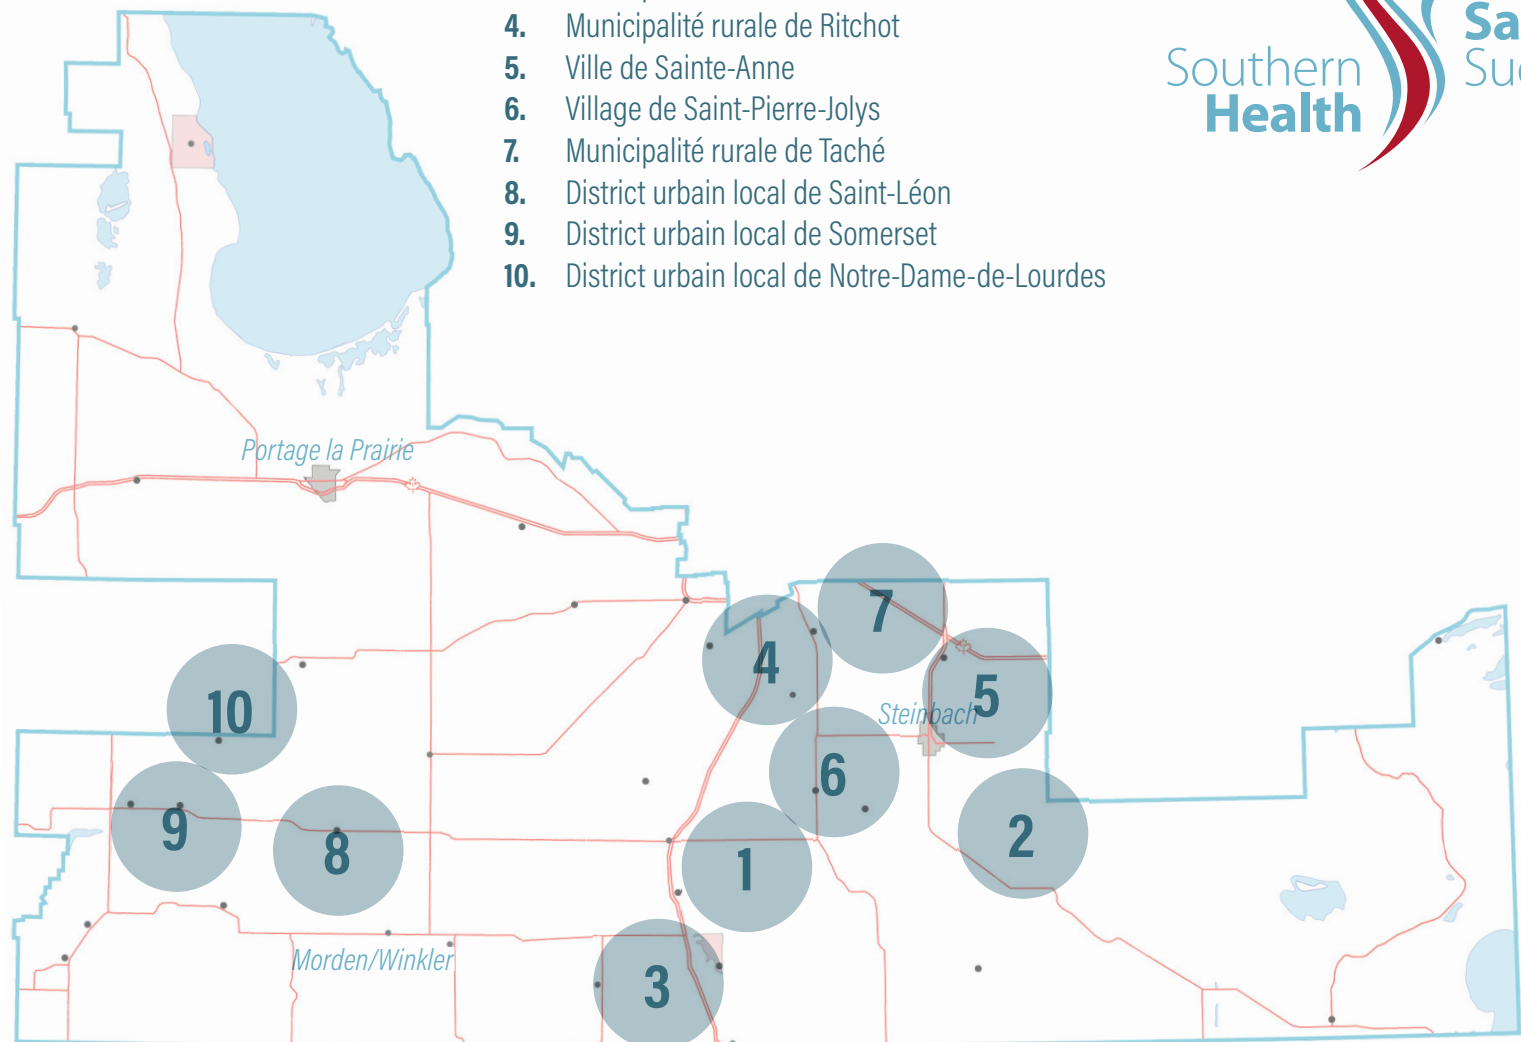 4. Municipalité rurale de Ritchot
5. Ville de Sainte-Anne
6. Village de Saint-Pierre-Jolys
7. Municipalité rurale de Taché
8. District urbain local de Saint-Léon
9. District urbain local de Somerset
10. District urbain local de Notre-Dame-de-Lourdes
Southern
Health
Portage la Prairie
7
4
5
10
Steinbach
6
9
8
1
2
Morden/Winkler
3